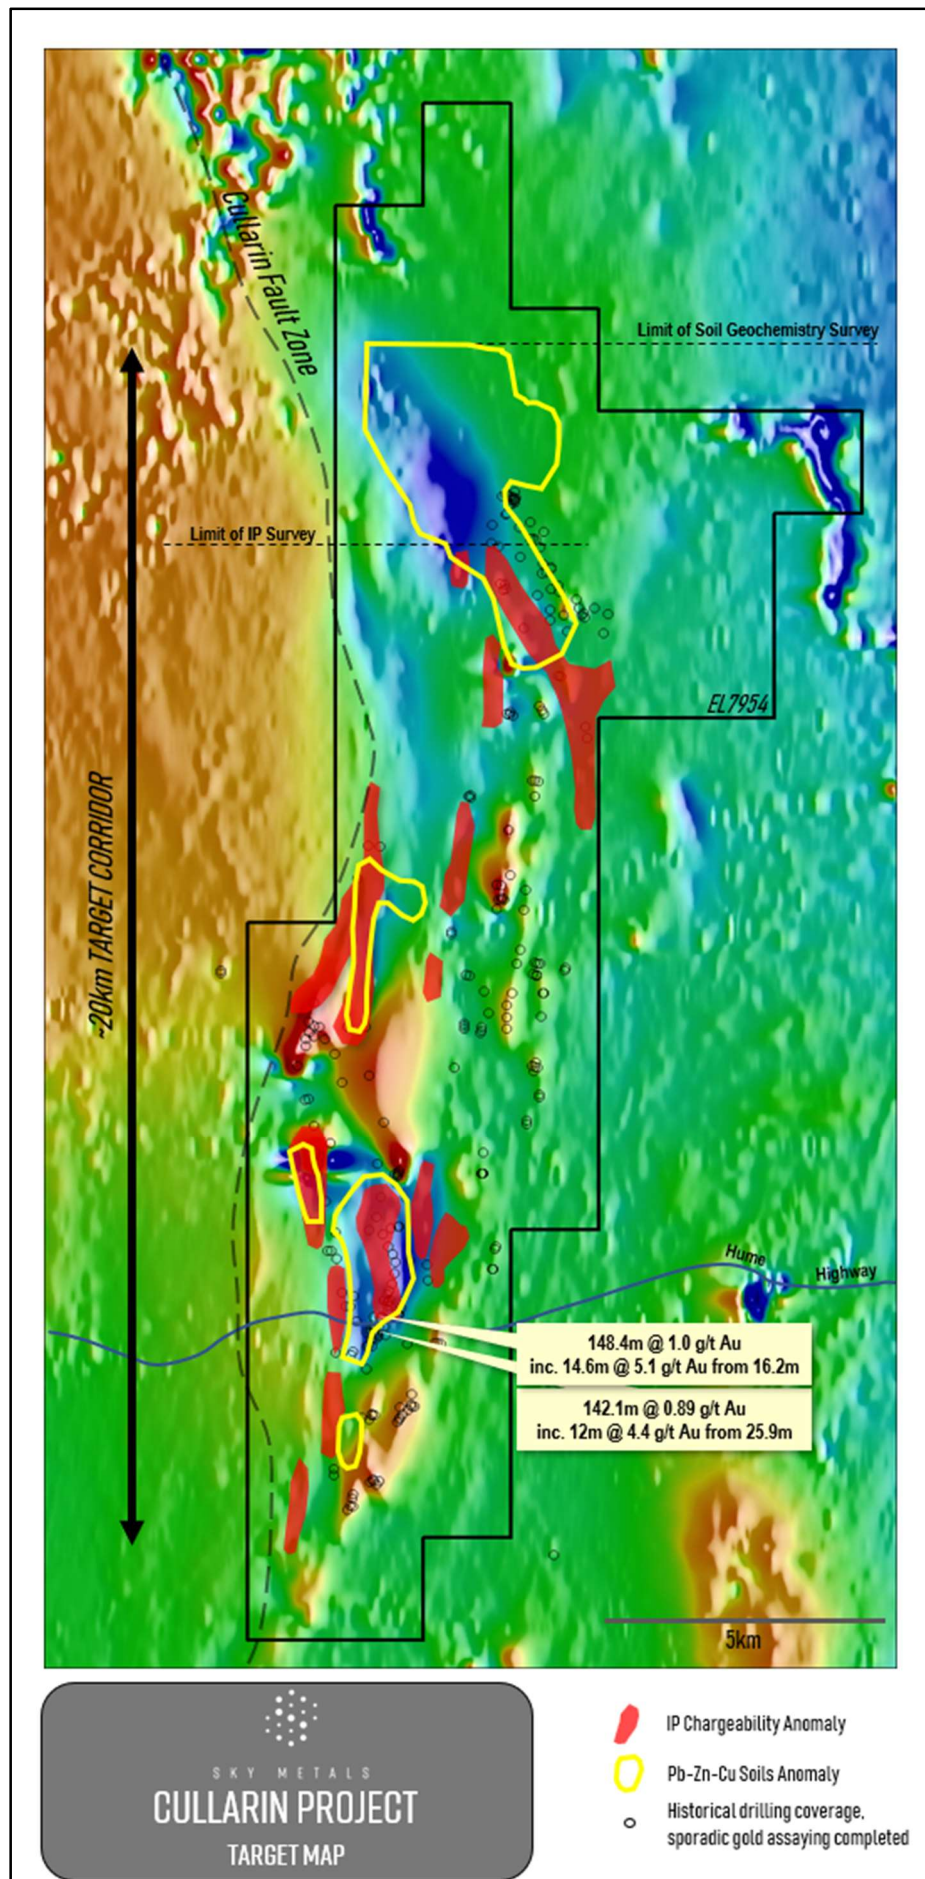 Cullarin Fault Zone
Limit of Soil Geochemistry Survey
Limit of IP Survey
EL7954
~20km TARGET CORRIDOR
Hume
Highway
148.4m @ 1.0 g/t Au
inc. 14.6m @ 5.1 g/t Au from 16.2m
142.1m @ 0.89 g/t Au
inc. 12m @ 4.4 g/t Au from 25.9m
5km
SKY METALS
CULLARIN PROJECT
TARGET MAP
IP Chargeability Anomaly
Pb-Zn-Cu Soils Anomaly
Historical drilling coverage,
sporadic gold assaying completed